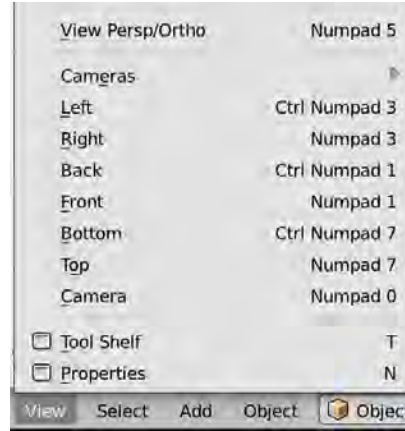 View Persp/Ortho Numpad 5
Cameras
Left Ctrl Numpad 3
Right Numpad 3
Back Ctrl Numpad 1
Front Numpad 1
Bottom Ctrl Numpad 7
Top Numpad 7
Camera Numpad 0
Tool Shelf T
Properties N
View Select Add Object Objec